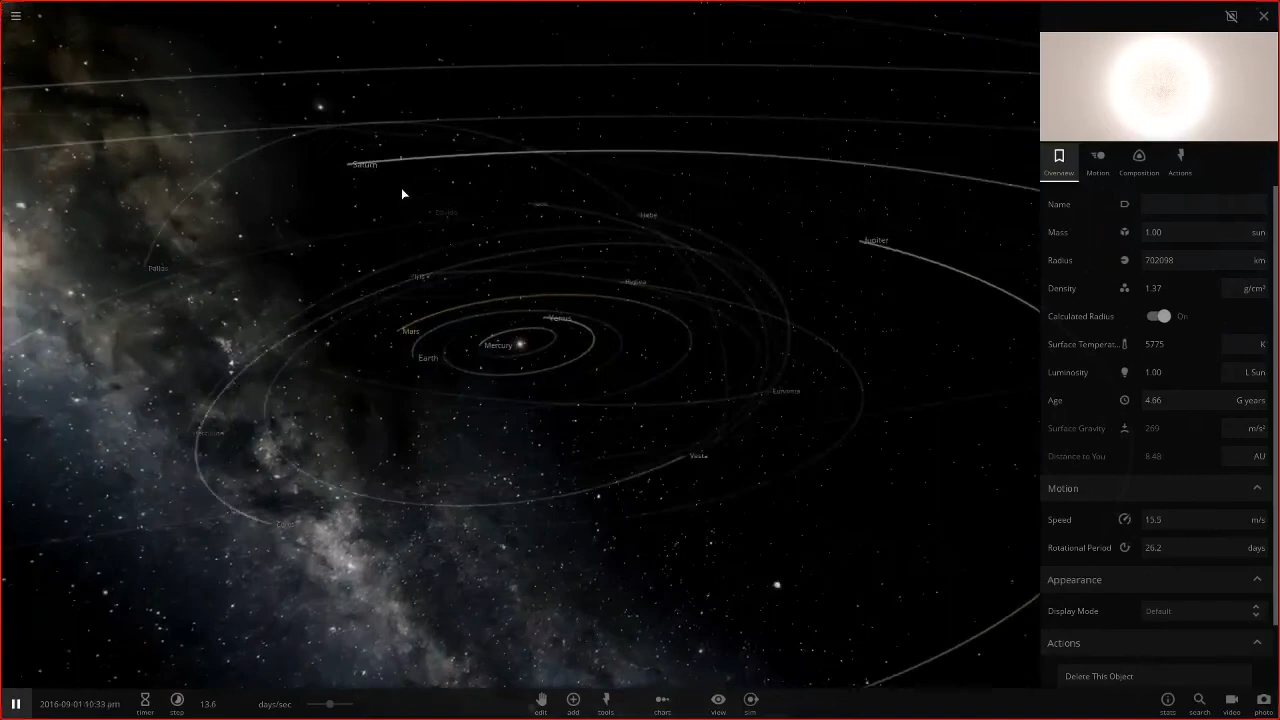 Saturn
Davida
Hebe
Jupiter
Pallas
Iris
Hygiea
Venus
Mars
Mercury
Earth
Eunomia
Vesta
Ceres
Overview
Motion
Composition
Actions
Name
Mass 1.00 sun
Radius 702098 km
Density 1.37 g/cm³
Calculated Radius On
Surface Temperat... 5775 K
Luminosity 1.00 L Sun
Age 4.66 G years
Surface Gravity 269 m/s²
Distance to You 8.48 AU
Motion
Speed 15.5 m/s
Rotational Period 26.2 days
Appearance
Display Mode Default
Actions
Delete This Object
2016-09-01 10:33 pm
timer
step
13.6 days/sec
edit
add
tools
chart
view
sim
stats
search
video
photo